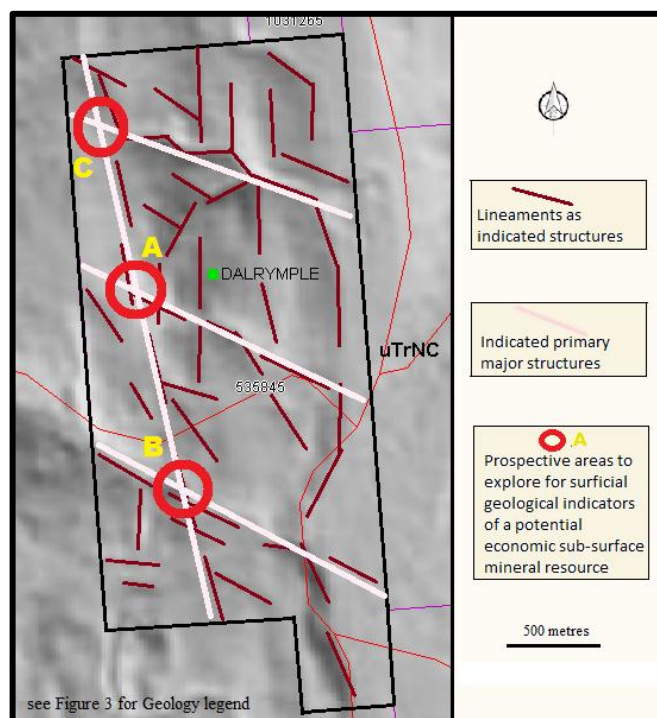 1031265
C
A
DALRYMPLE
uTrNC
535845
B
see Figure 3 for Geology legend
Lineaments as
indicated structures
Indicated primary
major structures
.A
Prospective areas to
explore for surficial
geological indicators
of a potential
economic sub-surface
mineral resource
500 metres